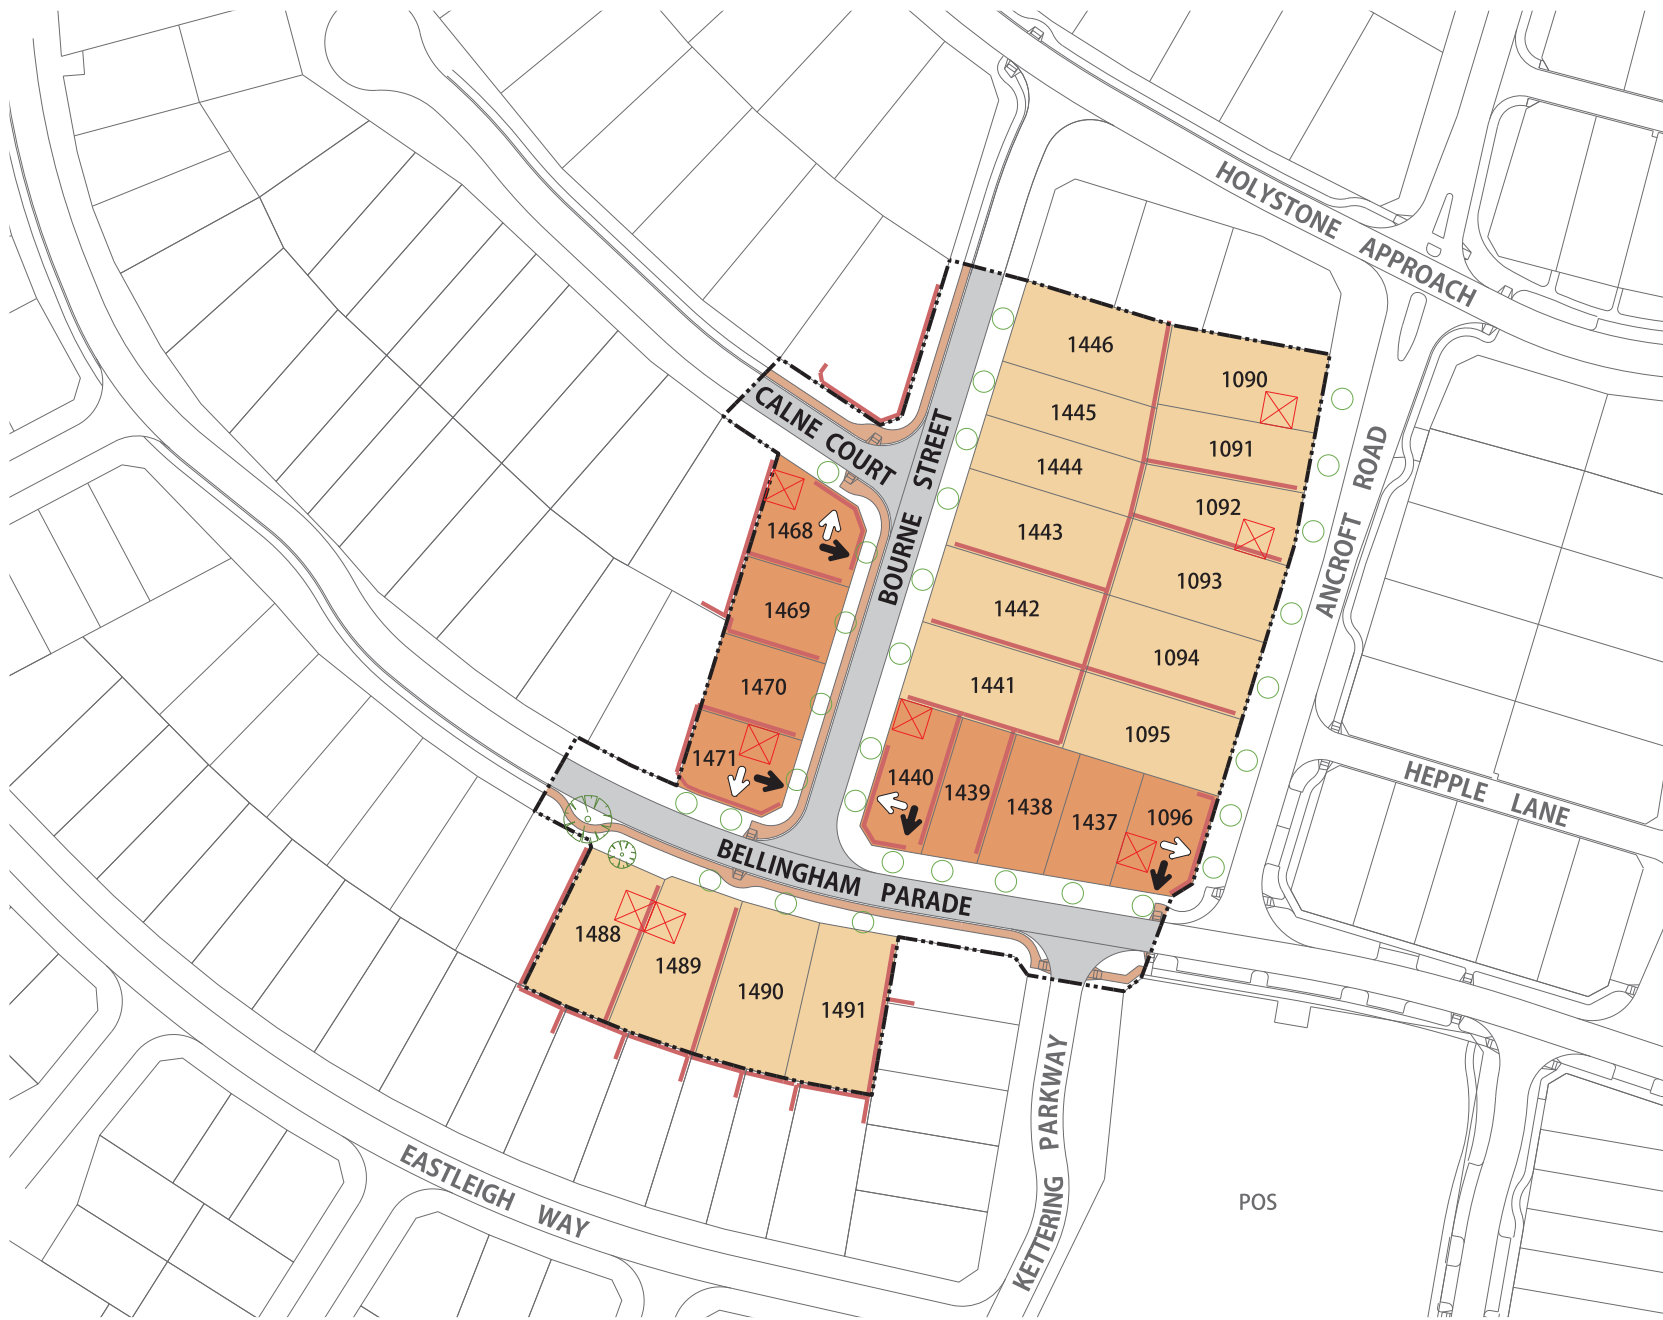 HOLYSTONE APPROACH
1446
1090
CALNE COURT
1445
1091
BOURNE STREET
ANCROFT ROAD
1444
1092
1468
1443
1093
1469
1442
1094
1470
1441
1095
1471
1440
1439
1438
1437
1096
HEPPLE LANE
BELLINGHAM PARADE
1488
1489
1490
1491
KETTERING PARKWAY
EASTLEIGH WAY
POS